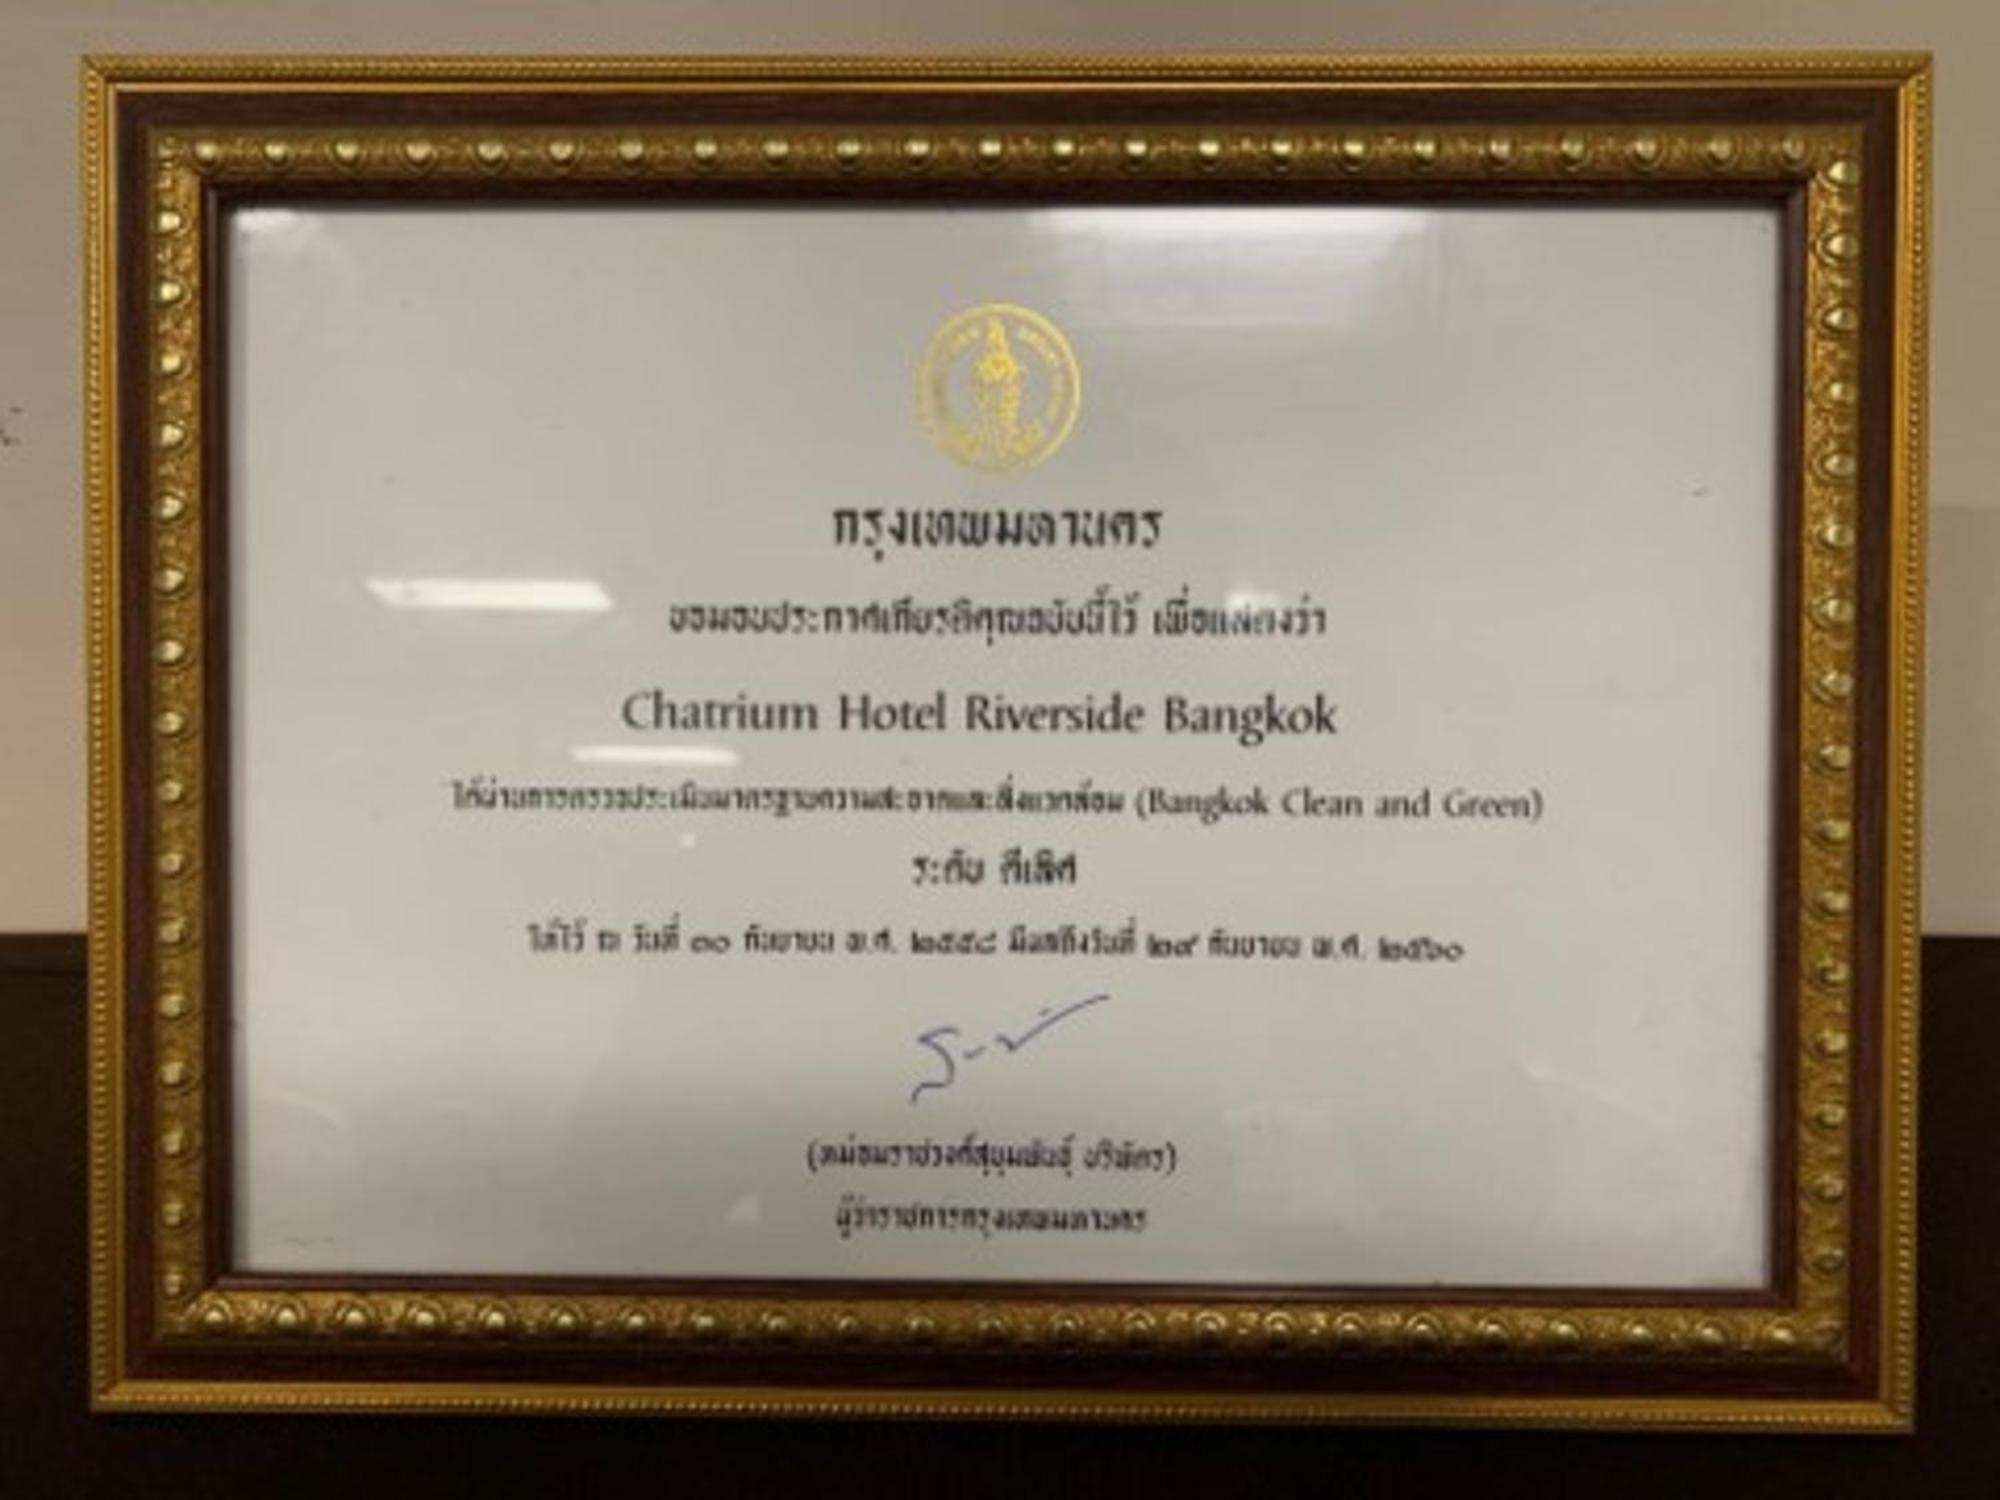 กรุงเทพมหานคร
ขอมอบประกาศเกียรติคุณฉบับนี้ไว้ เพื่อแสดงว่า
Chatrium Hotel Riverside Bangkok
ได้ผ่านการตรวจประเมินมาตรฐานความสะอาดและสิ่งแวดล้อม (Bangkok Clean and Green)
ระดับ ดีเลิศ
ให้ไว้ ณ วันที่ ๓๐ กันยายน พ.ศ. ๒๕๕๘ มีผลถึงวันที่ ๒๙ กันยายน พ.ศ. ๒๕๖๐
(หม่อมราชวงศ์สุขุมพันธุ์ บริพัตร)
ผู้ว่าราชการกรุงเทพมหานคร